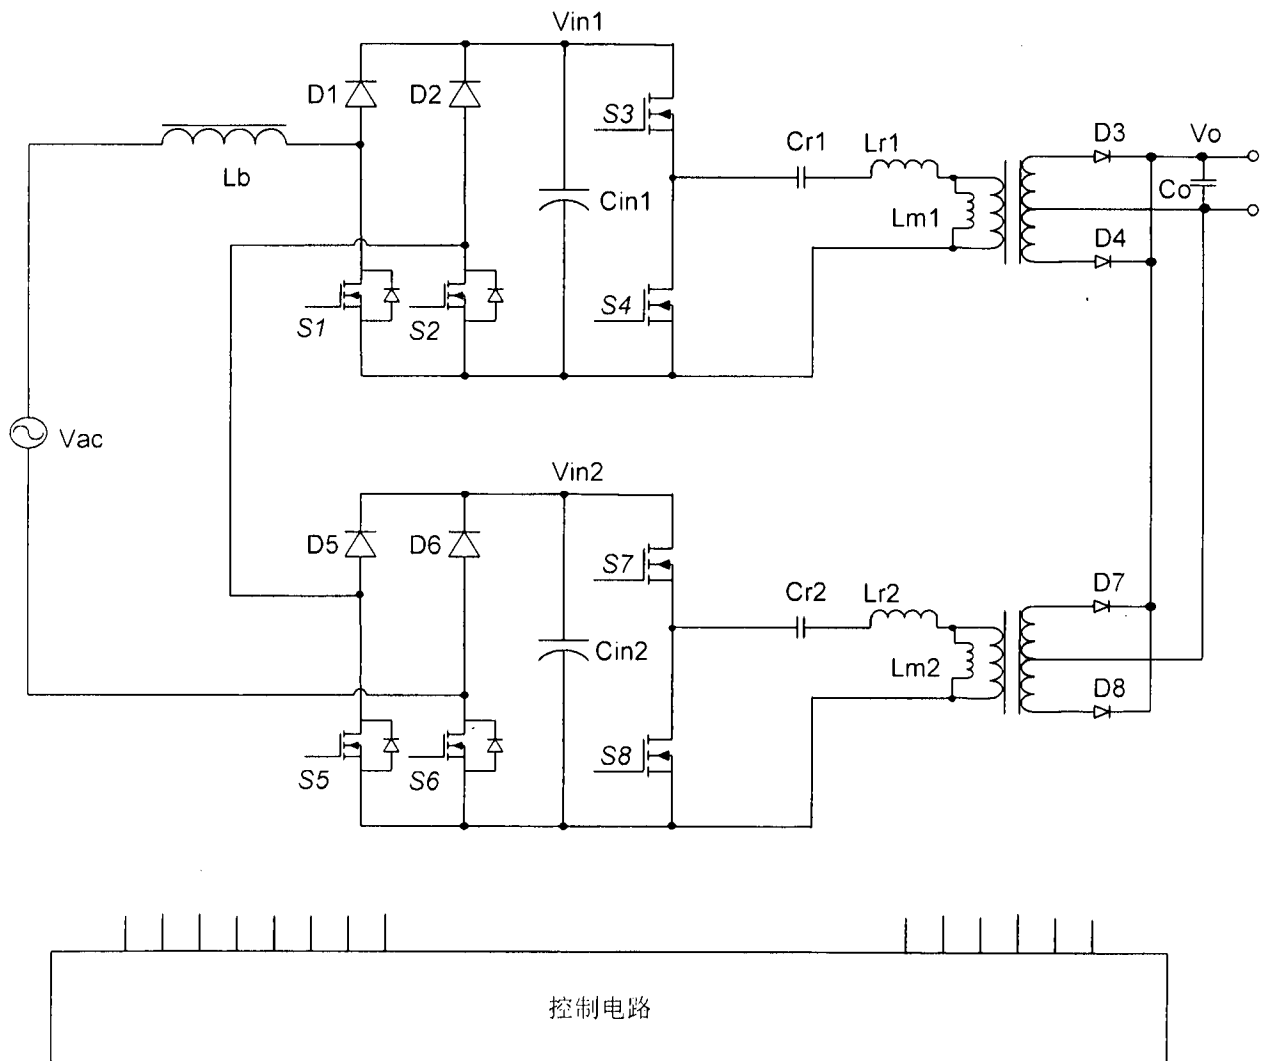 Vin1
D1
D2
S3
Lb
Cin1
Cr1
Lr1
Lm1
D3
Vo
Co
D4
S1
S2
S4
Vac
Vin2
D5
D6
S7
Cin2
Cr2
Lr2
Lm2
D7
D8
S5
S6
S8
控制电路